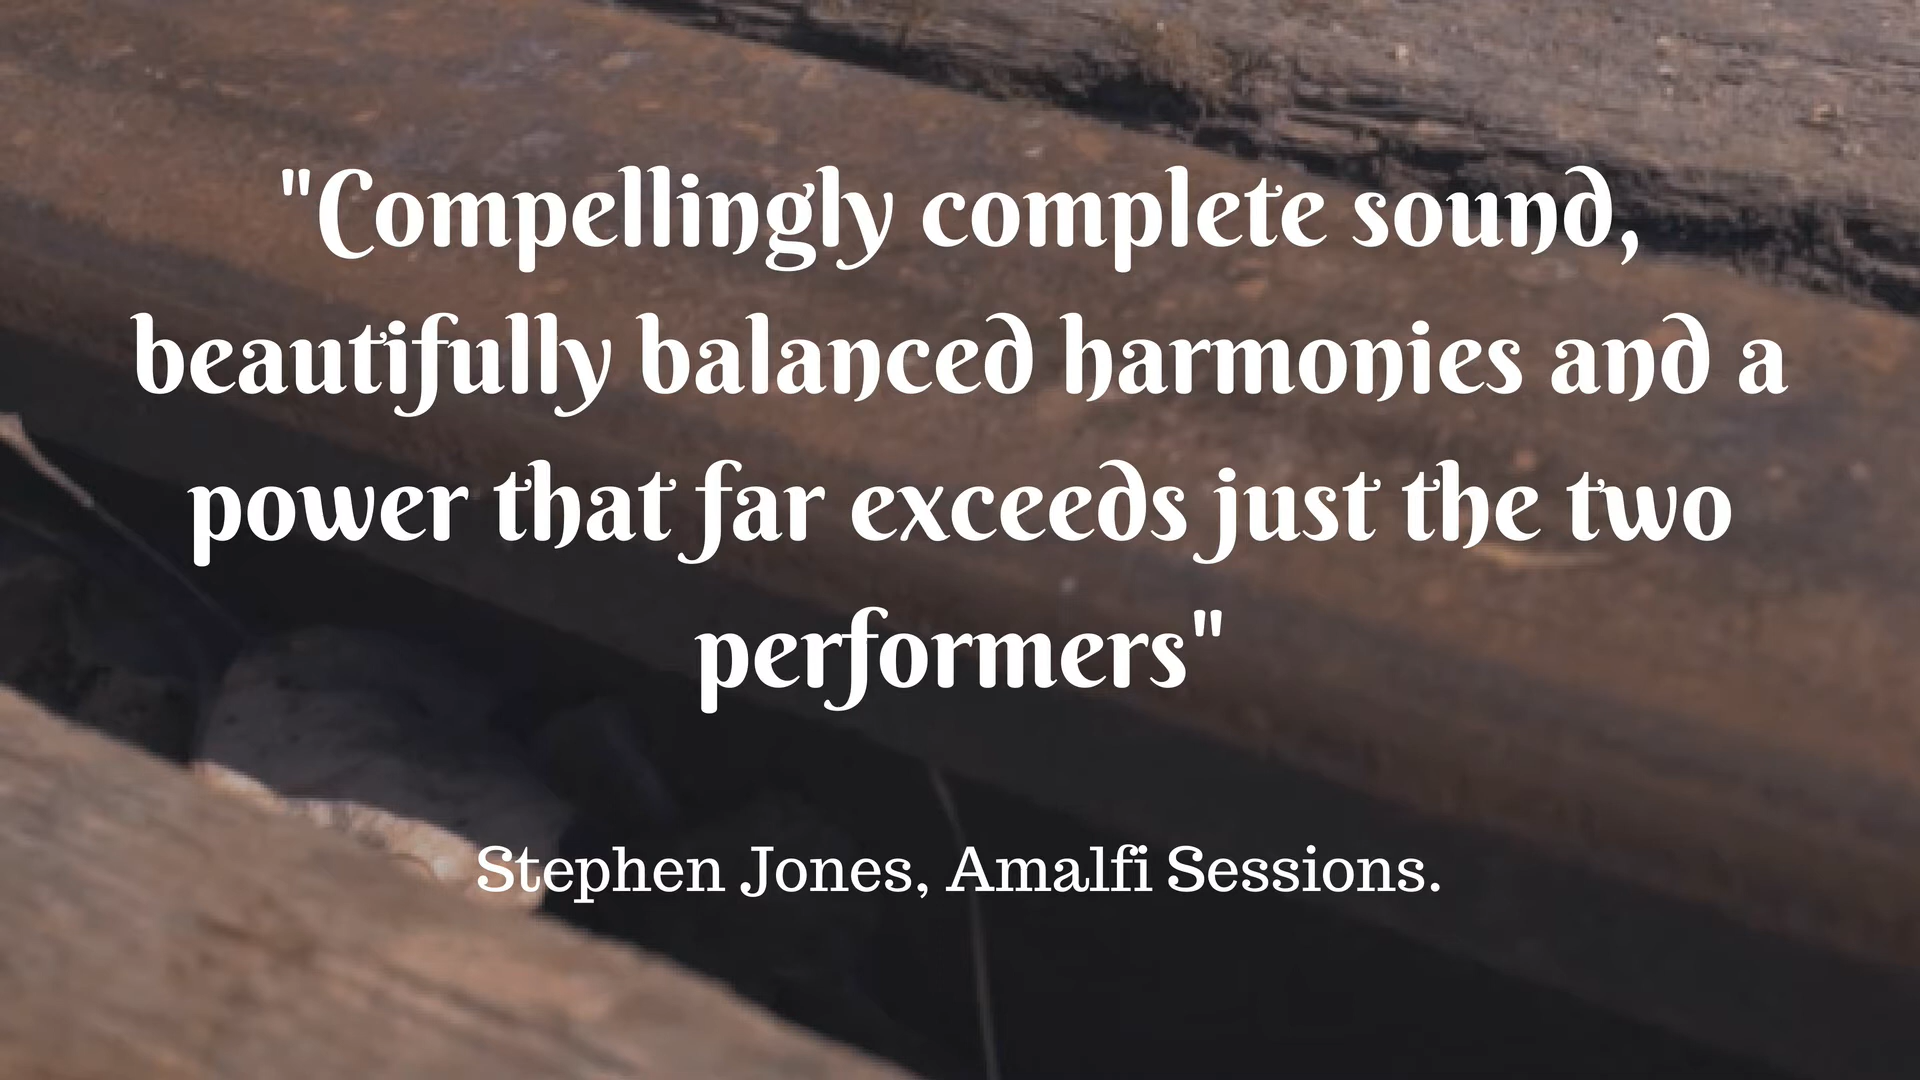 "Compellingly complete sound,
beautifully balanced harmonies and a
power that far exceeds just the two
performers"
Stephen Jones, Amalfi Sessions.